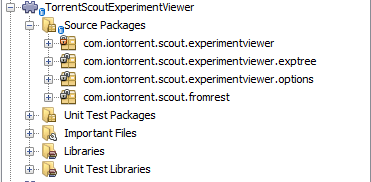 TorrentScoutExperimentViewer
Source Packages
com.iontorrent.scout.experimentviewer
com.iontorrent.scout.experimentviewer.exptree
com.iontorrent.scout.experimentviewer.options
com.iontorrent.scout.fromrest
Unit Test Packages
Important Files
Libraries
Unit Test Libraries